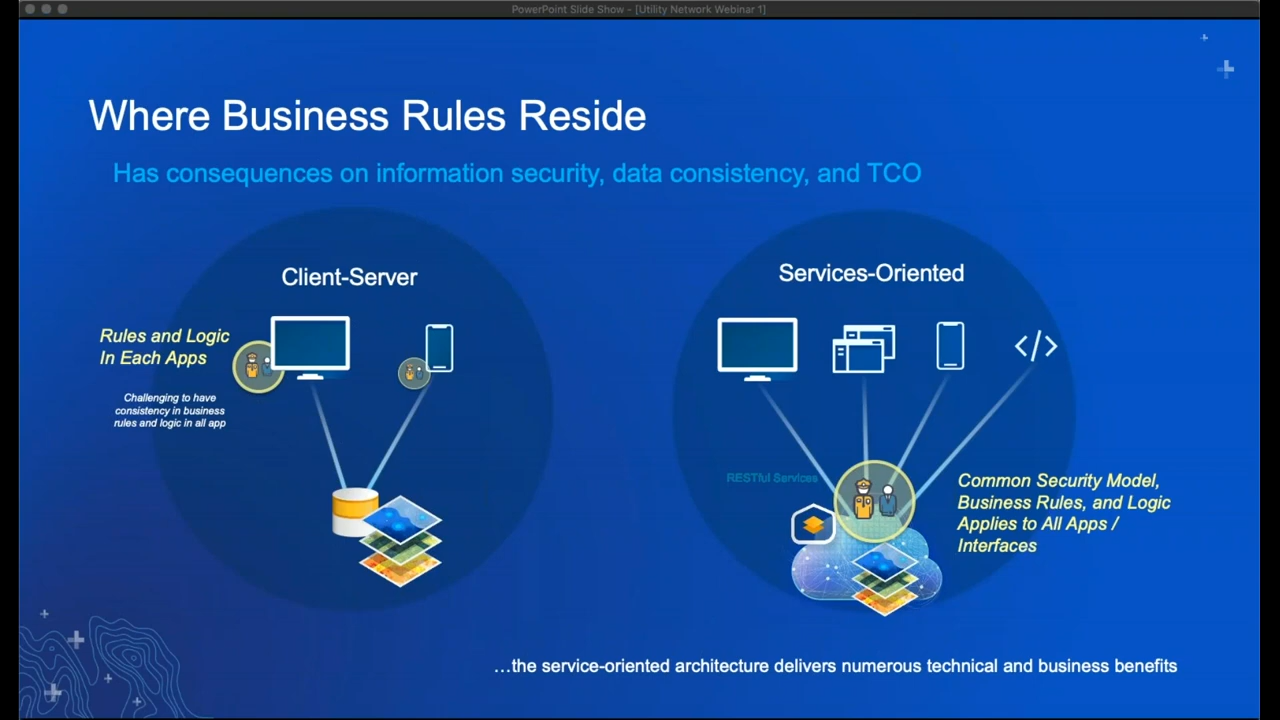 PowerPoint Slide Show - [Utility Network Webinar 1]
Where Business Rules Reside
Has consequences on information security, data consistency, and TCO
Client-Server
Rules and Logic
In Each Apps
Challenging to have
consistency in business
rules and logic in all app
Services-Oriented
</>
RESTful Services
Common Security Model,
Business Rules, and Logic
Applies to All Apps /
Interfaces
…the service-oriented architecture delivers numerous technical and business benefits